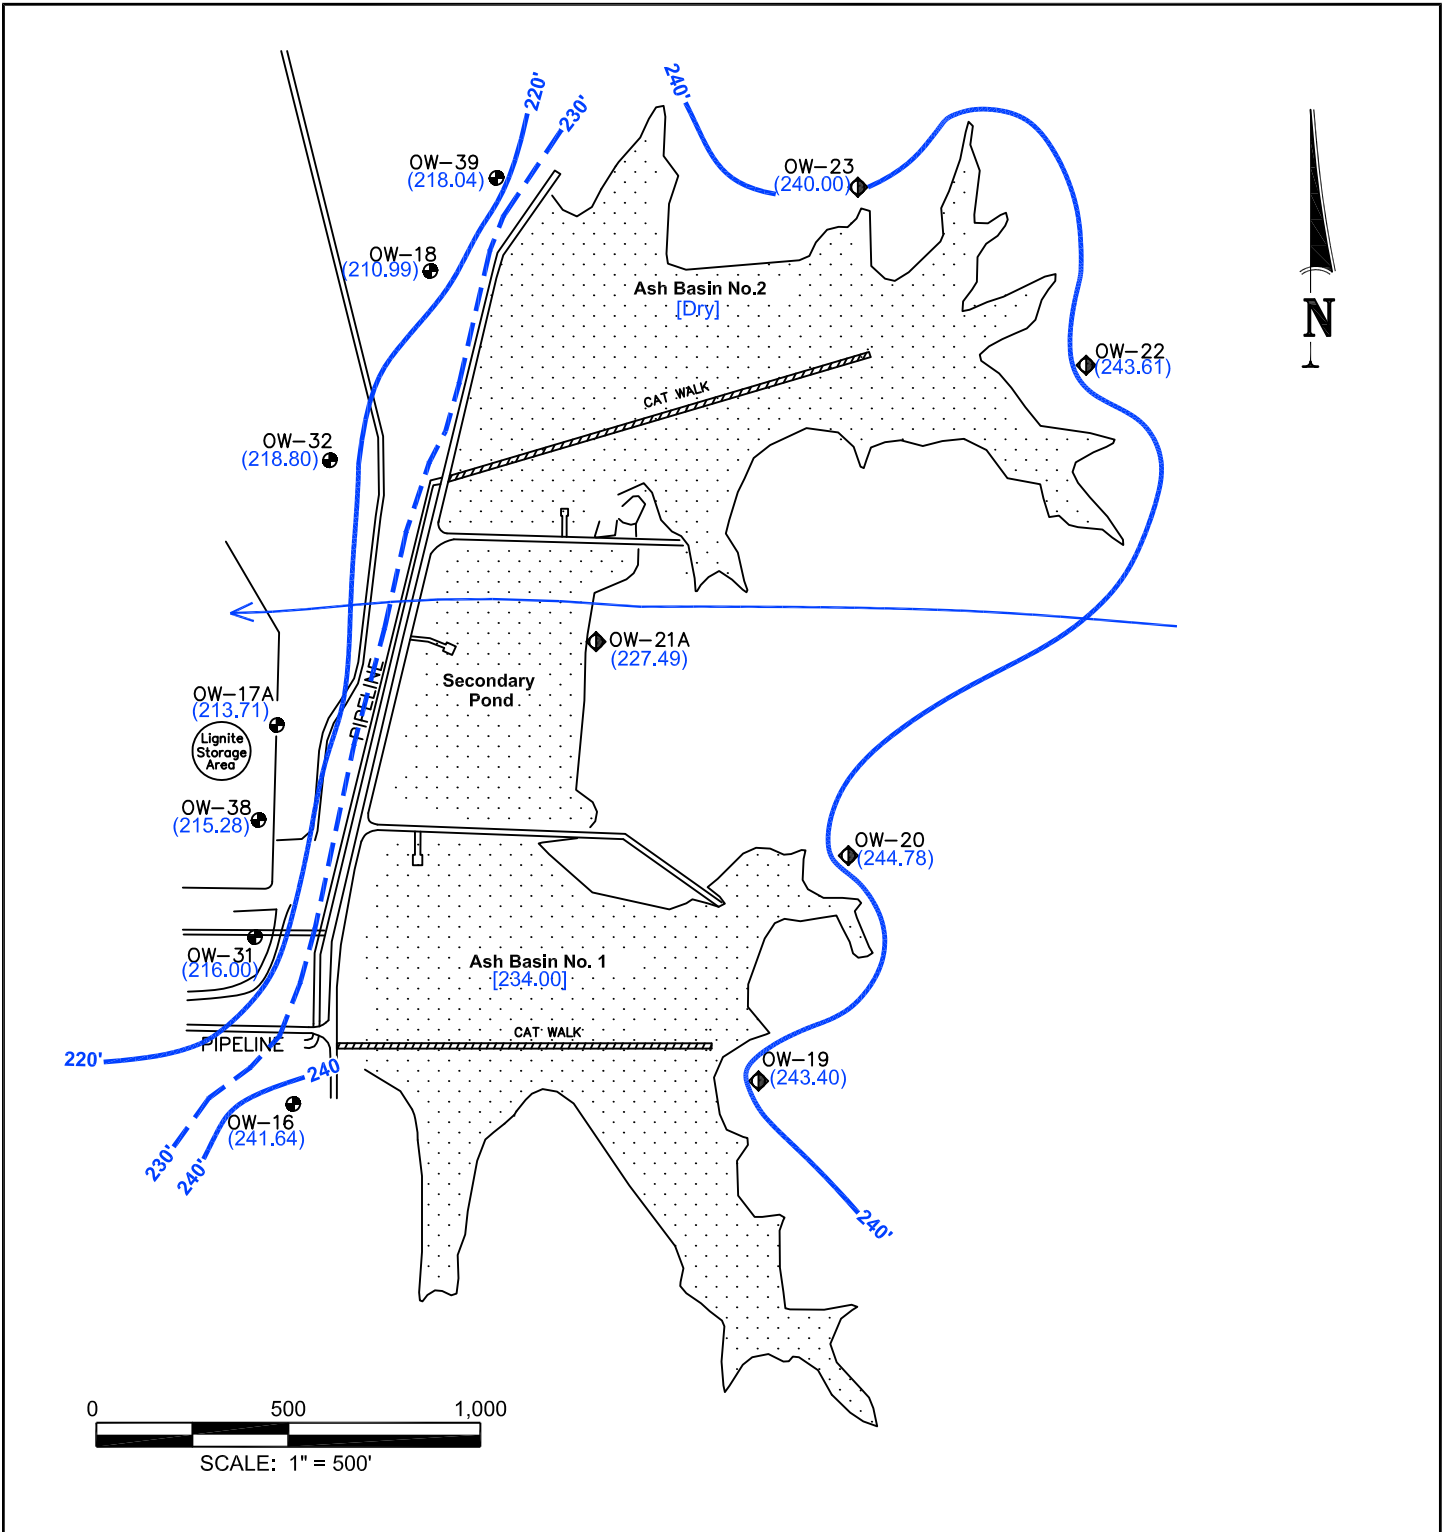 220'
230'
240'
OW-39
(218.04)
OW-23
(240.00)
OW-18
(210.99)
Ash Basin No.2
[Dry]
N
OW-22
(243.61)
CAT WALK
OW-32
(218.80)
OW-21A
(227.49)
PIPELINE
Secondary
Pond
OW-17A
(213.71)
Lignite
Storage
Area
OW-38
(215.28)
OW-20
(244.78)
OW-31
(216.00)
Ash Basin No. 1
[234.00]
CAT WALK
PIPELINE
220'
240
OW-19
(243.40)
OW-16
(241.64)
230'
240'
240'
0 500 1,000
SCALE: 1" = 500'